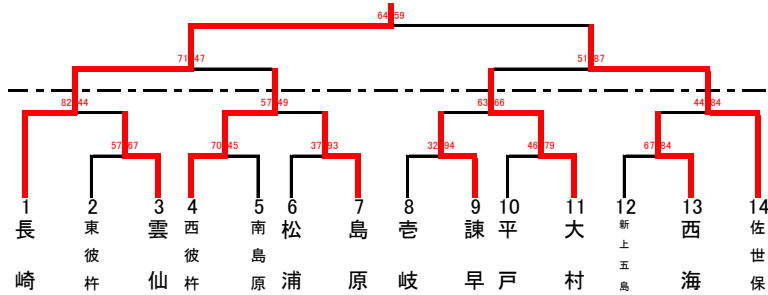 64 59
71 47
51 87
82 44
57 49
63 66
44 84
57 67
70 45
37 93
32 94
46 79
67 84
1 2 3 4 5 6 7 8 9 10 11 12 13 14
長崎
東彼杵
雲仙
西彼杵
南島原
松浦
島原
壱岐
諫早
平戸
大村
新上五島
西海
佐世保